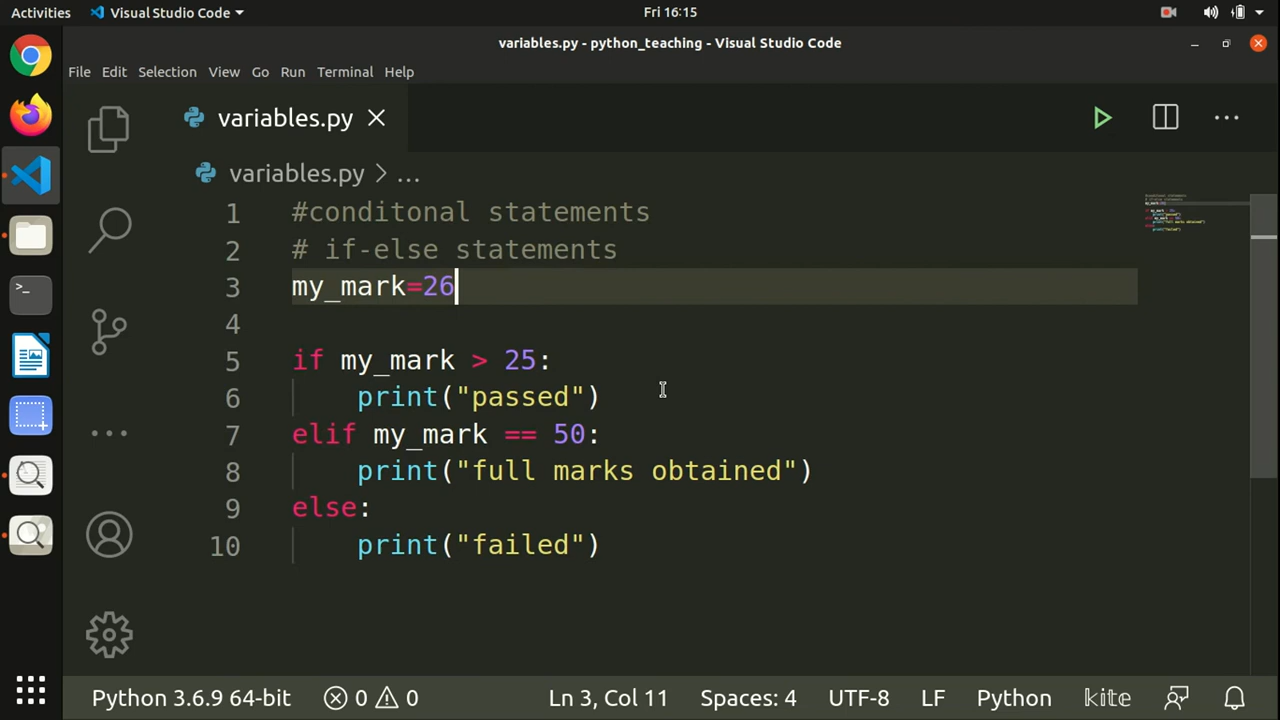 Activities Visual Studio Code Fri 16:15
variables.py - python_teaching - Visual Studio Code
File Edit Selection View Go Run Terminal Help
variables.py
variables.py > ...
1 #conditonal statements
2 # if-else statements
3 my_mark=26
4
5 if my_mark > 25:
6 print("passed")
7 elif my_mark == 50:
8 print("full marks obtained")
9 else:
10 print("failed")
Python 3.6.9 64-bit 0 0 Ln 3, Col 11 Spaces: 4 UTF-8 LF Python kite